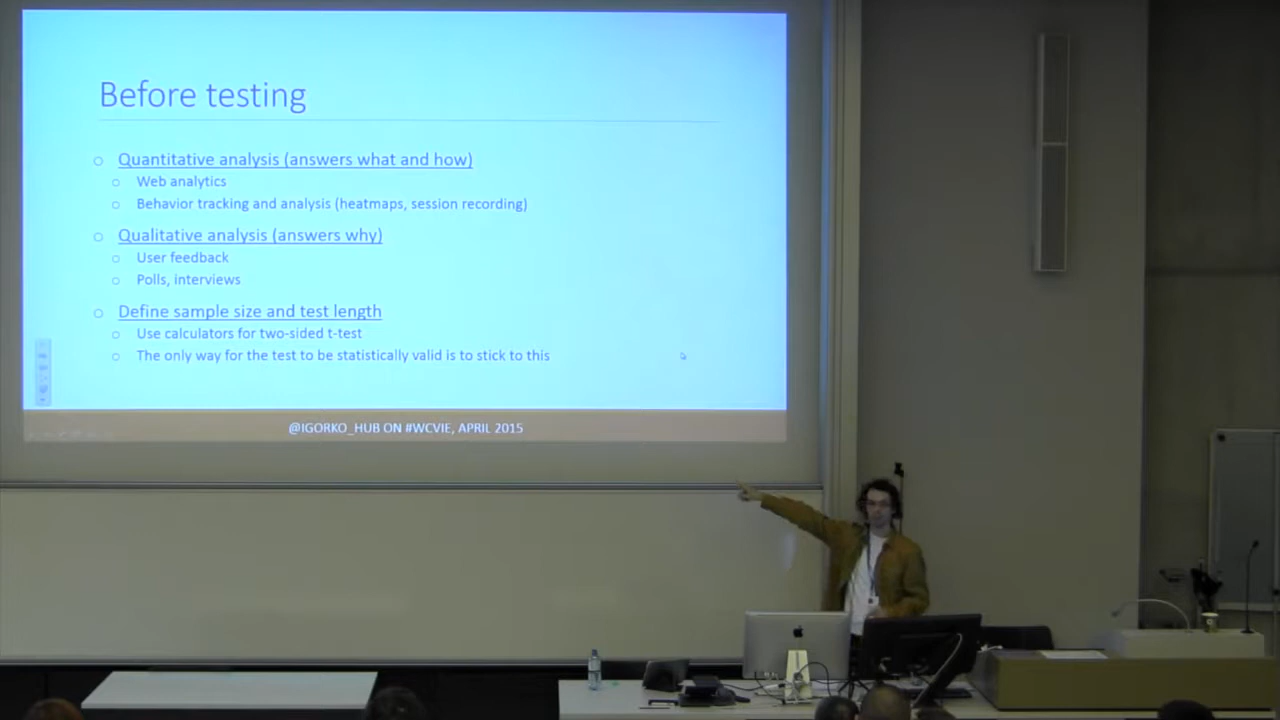 Before testing
Quantitative analysis (answers what and how)
Web analytics
Behavior tracking and analysis (heatmaps, session recording)
Qualitative analysis (answers why)
User feedback
Polls, interviews
Define sample size and test length
Use calculators for two-sided t-test
The only way for the test to be statistically valid is to stick to this
@IGORKO_HUB ON #WCVIE, APRIL 2015